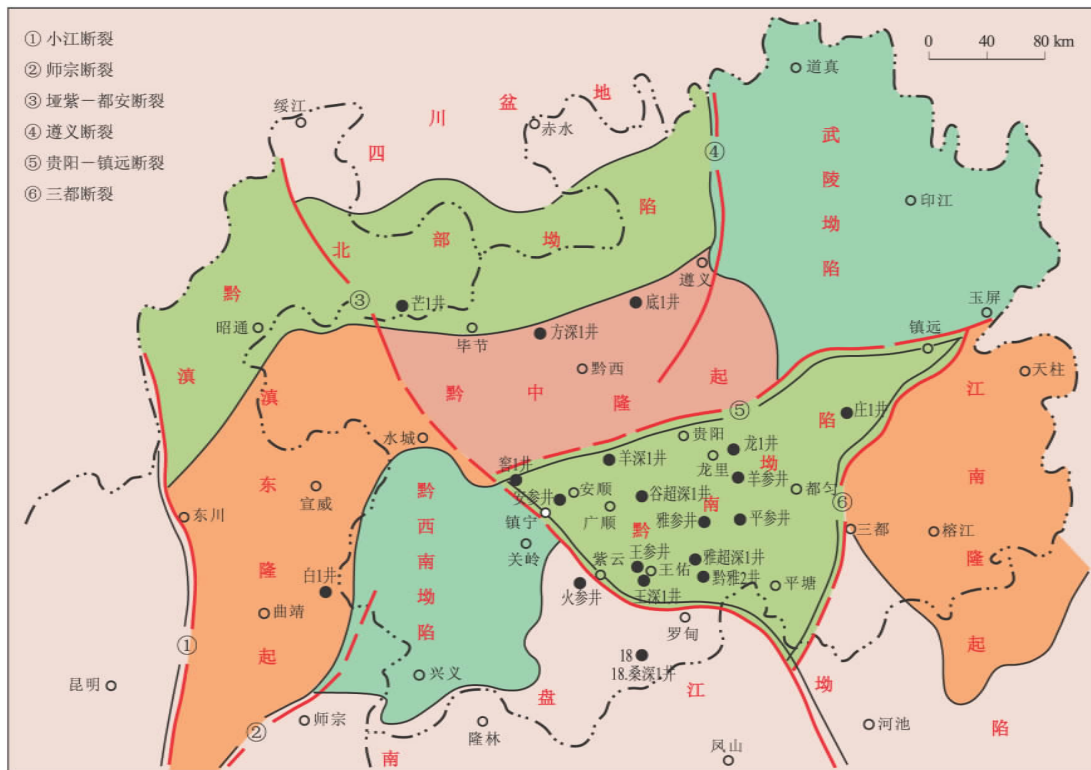 ① 小江断裂
② 师宗断裂
③ 垭紫－都安断裂
④ 遵义断裂
⑤ 贵阳－镇远断裂
⑥ 三都断裂
0 40 80 km
道真
绥江
四川盆地
赤水
④
武陵坳陷
印江
滇黔北部坳陷
遵义
③
芒1井
底1井
玉屏
昭通
毕节
方深1井
镇远
黔西
天柱
黔中隆起
⑤
庄1井
水城
贵阳
龙1井
羊深1井
龙里
窖1井
羊参井
宣威
安顺
谷超深1井
都匀
安参井
⑥
东川
镇宁
广顺
雅参井
平参井
三都
榕江
关岭
黔南坳陷
滇东隆起
黔西南坳陷
江南隆起
王参井
雅超深1井
紫云
王佑
黔雅2井
白1井
火参井
王深1井
平塘
曲靖
罗甸
①
18
18.桑深1井
昆明
兴义
南盘江坳陷
师宗
隆林
河池
②
凤山